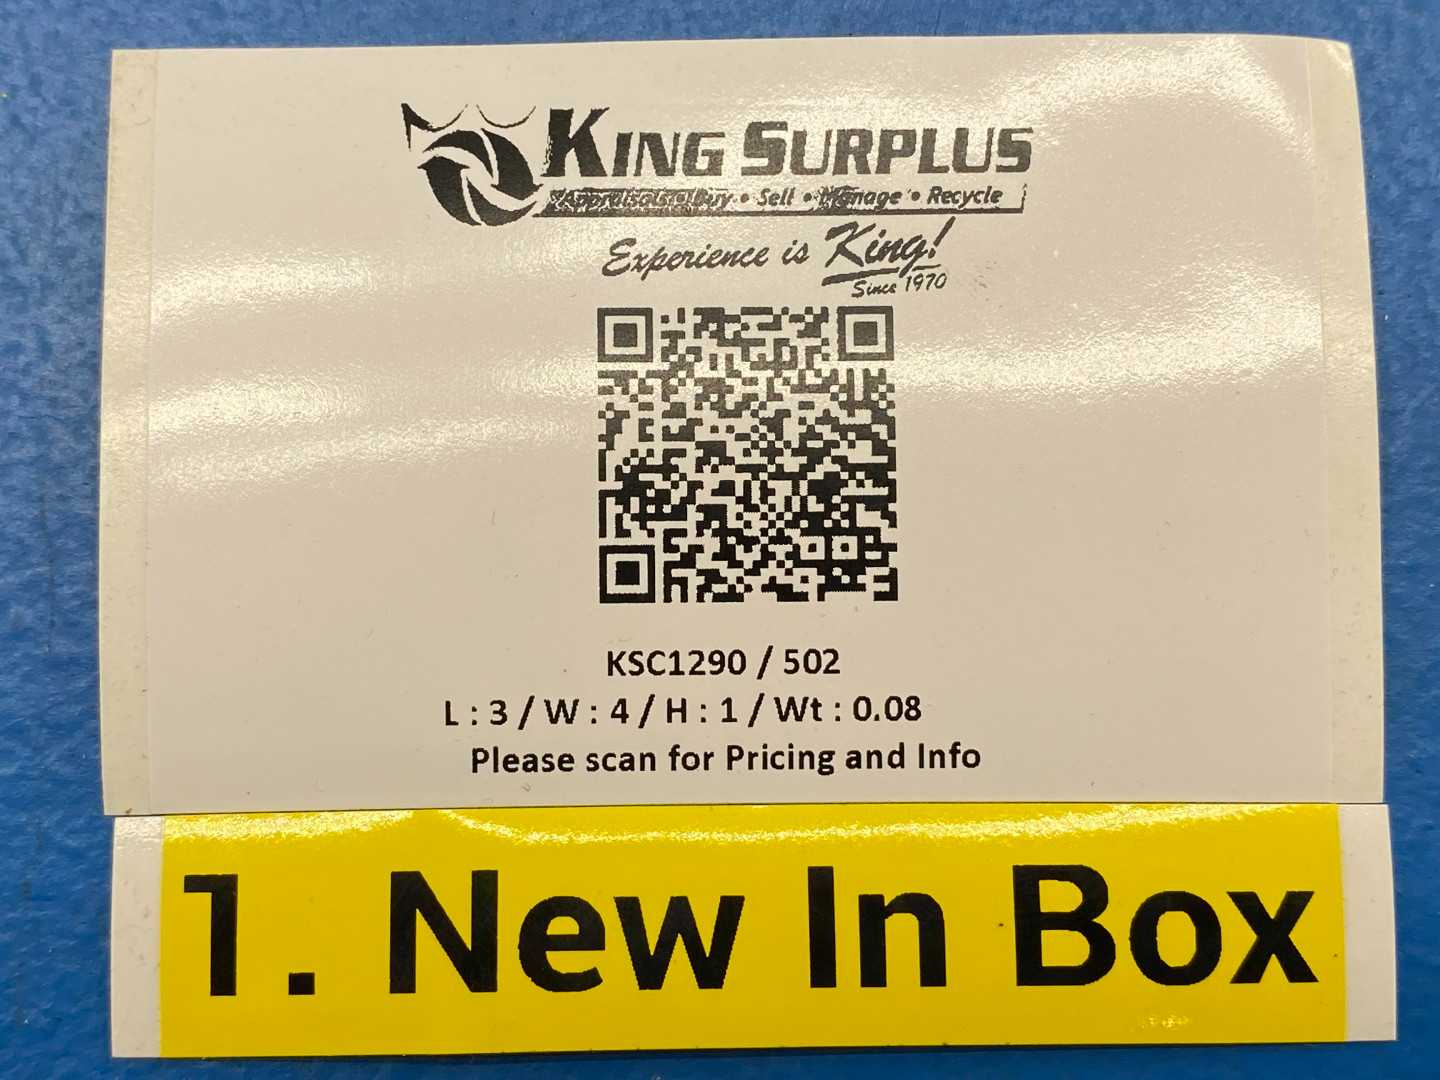 KING SURPLUS
Appraisals • Buy • Sell • Manage • Recycle
Experience is King!
Since 1970
KSC1290 / 502
L : 3 / W : 4 / H : 1 / Wt : 0.08
Please scan for Pricing and Info
1. New In Box